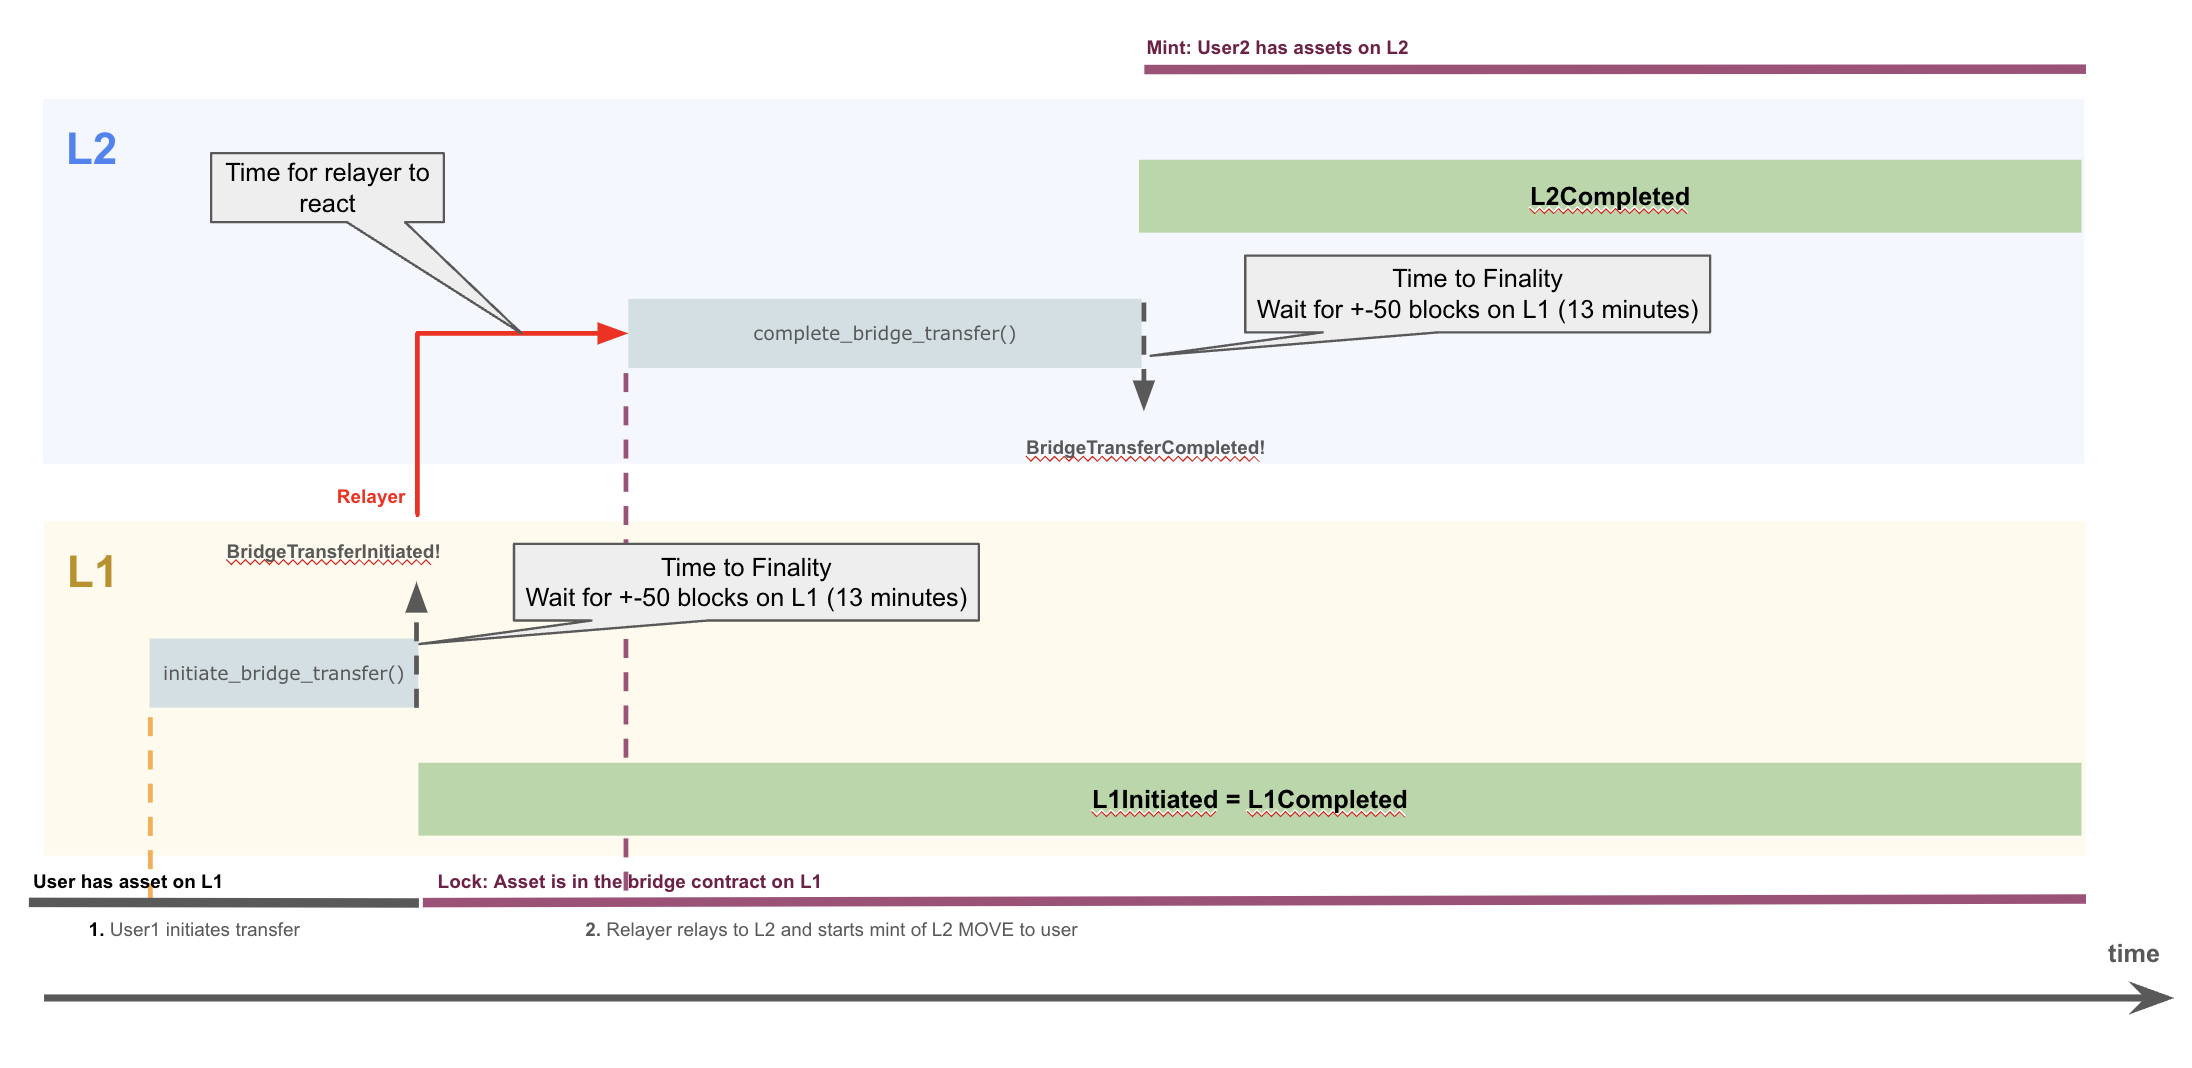 Mint: User2 has assets on L2
L2
Time for relayer to
react
L2Completed
Time to Finality
Wait for +-50 blocks on L1 (13 minutes)
complete_bridge_transfer()
BridgeTransferCompleted!
Relayer
L1
BridgeTransferInitiated!
Time to Finality
Wait for +-50 blocks on L1 (13 minutes)
initiate_bridge_transfer()
L1Initiated = L1Completed
User has asset on L1
Lock: Asset is in the bridge contract on L1
1. User1 initiates transfer
2. Relayer relays to L2 and starts mint of L2 MOVE to user
time